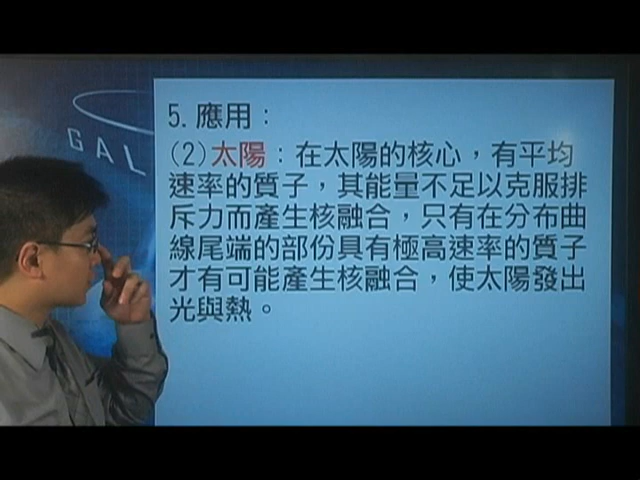 GAL
5. 應用：
(2)太陽：在太陽的核心，有平均
速率的質子，其能量不足以克服排
斥力而產生核融合，只有在分布曲
線尾端的部份具有極高速率的質子
才有可能產生核融合，使太陽發出
光與熱。